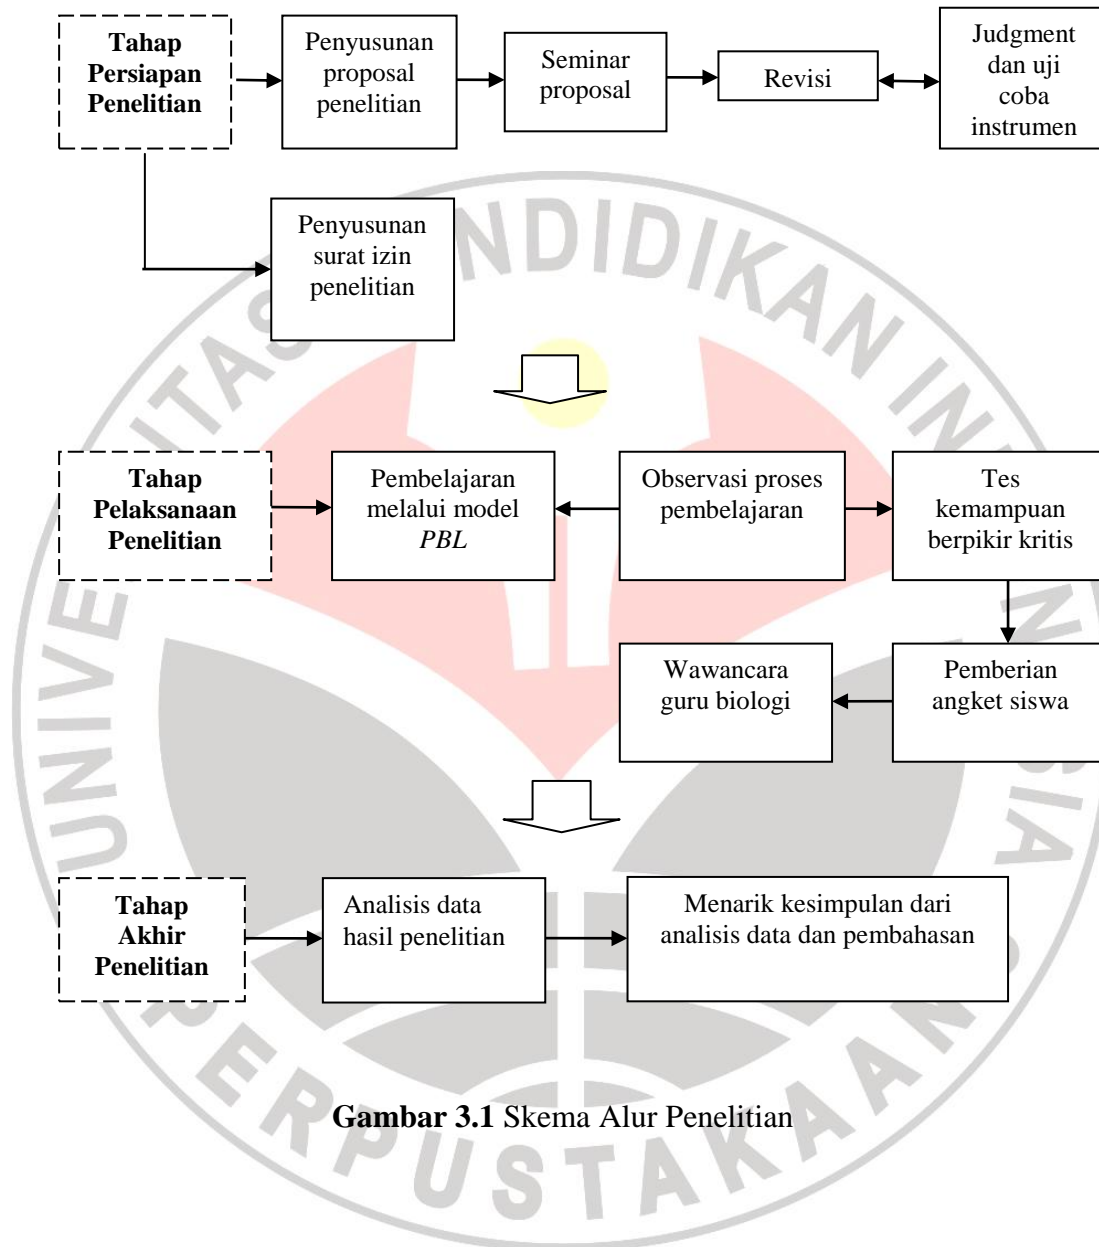 Tahap
Persiapan
Penelitian
Penyusunan
proposal
penelitian
Seminar
proposal
Revisi
Judgment
dan uji
coba
instrumen
Penyusunan
surat izin
penelitian
Tahap
Pelaksanaan
Penelitian
Pembelajaran
melalui model
PBL
Observasi proses
pembelajaran
Tes
kemampuan
berpikir kritis
Wawancara
guru biologi
Pemberian
angket siswa
Tahap
Akhir
Penelitian
Analisis data
hasil penelitian
Menarik kesimpulan dari
analisis data dan pembahasan
Gambar 3.1 Skema Alur Penelitian
PERPUSTAKAAN